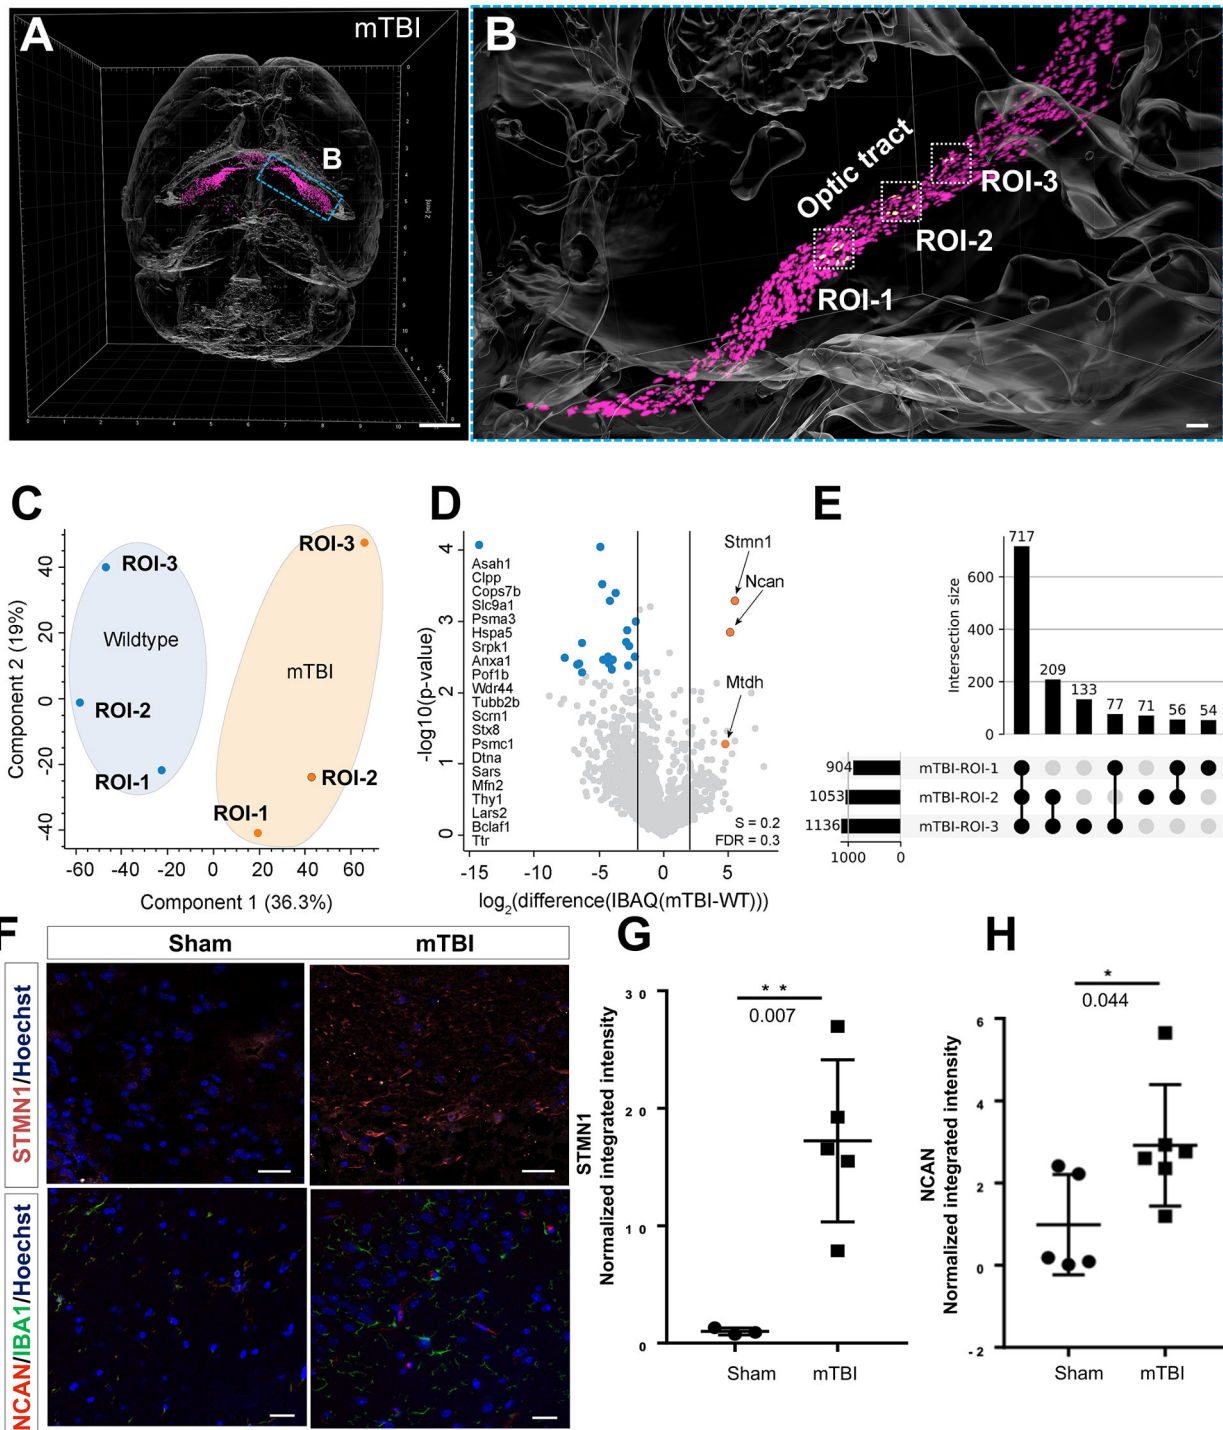 A
mTBI
B
B
Optic tract
ROI-3
ROI-2
ROI-1
C
Component 2 (19%)
40
20
0
-20
-40
ROI-3
Wildtype
ROI-2
ROI-1
ROI-3
mTBI
ROI-2
ROI-1
-60
-40
-20
0
20
40
60
Component 1 (36.3%)
D
-log10(p-value)
4
3
2
1
0
Asah1
Clpp
Cops7b
Slc9a1
Psma3
Hspa5
Srpk1
Anxa1
Pof1b
Wdr44
Tubb2b
Scrn1
Stx8
Psmc1
Dtna
Sars
Mfn2
Thy1
Lars2
Bclaf1
Ttr
Stmn1
Ncan
Mtdh
S = 0.2
FDR = 0.3
-15
-10
-5
0
5
log2(difference(IBAQ(mTBI-WT)))
E
Intersection size
600
400
200
0
717
209
133
77
71
56
54
904
mTBI-ROI-1
1053
mTBI-ROI-2
1136
mTBI-ROI-3
1000
0
F
Sham
mTBI
STMN1/Hoechst
NCAN/IBA1/Hoechst
G
STMN1
Normalized integrated intensity
30
20
10
0
* *
0.007
Sham
mTBI
H
NCAN
Normalized integrated intensity
6
4
2
0
-2
*
0.044
Sham
mTBI